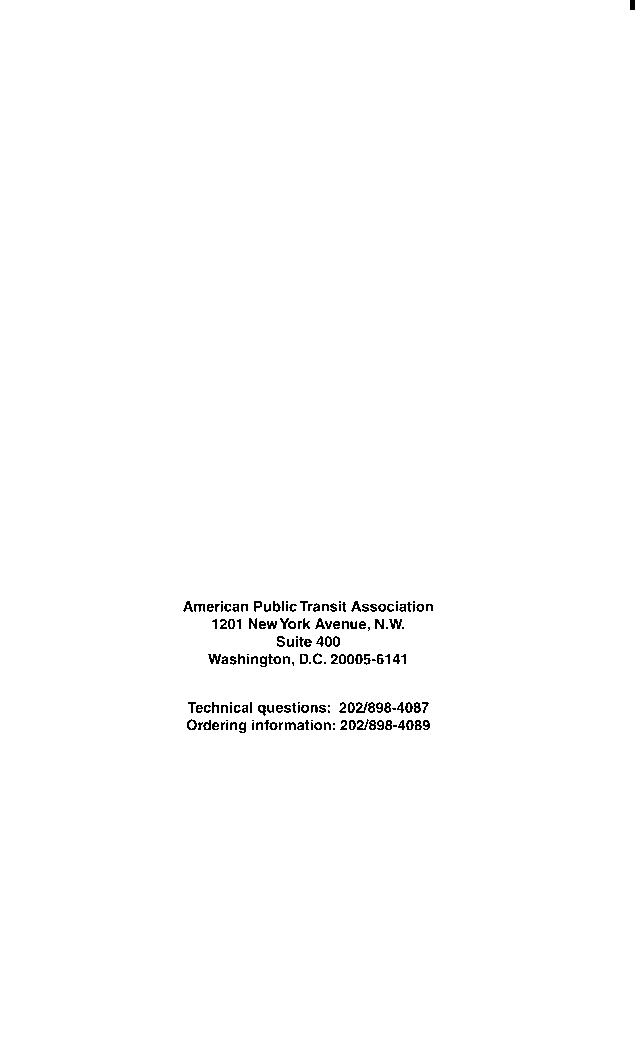 American Public Transit Association
1201 New York Avenue, N.W.
Suite 400
Washington, D.C. 20005-6141
Technical questions: 202/898-4087
Ordering information: 202/898-4089